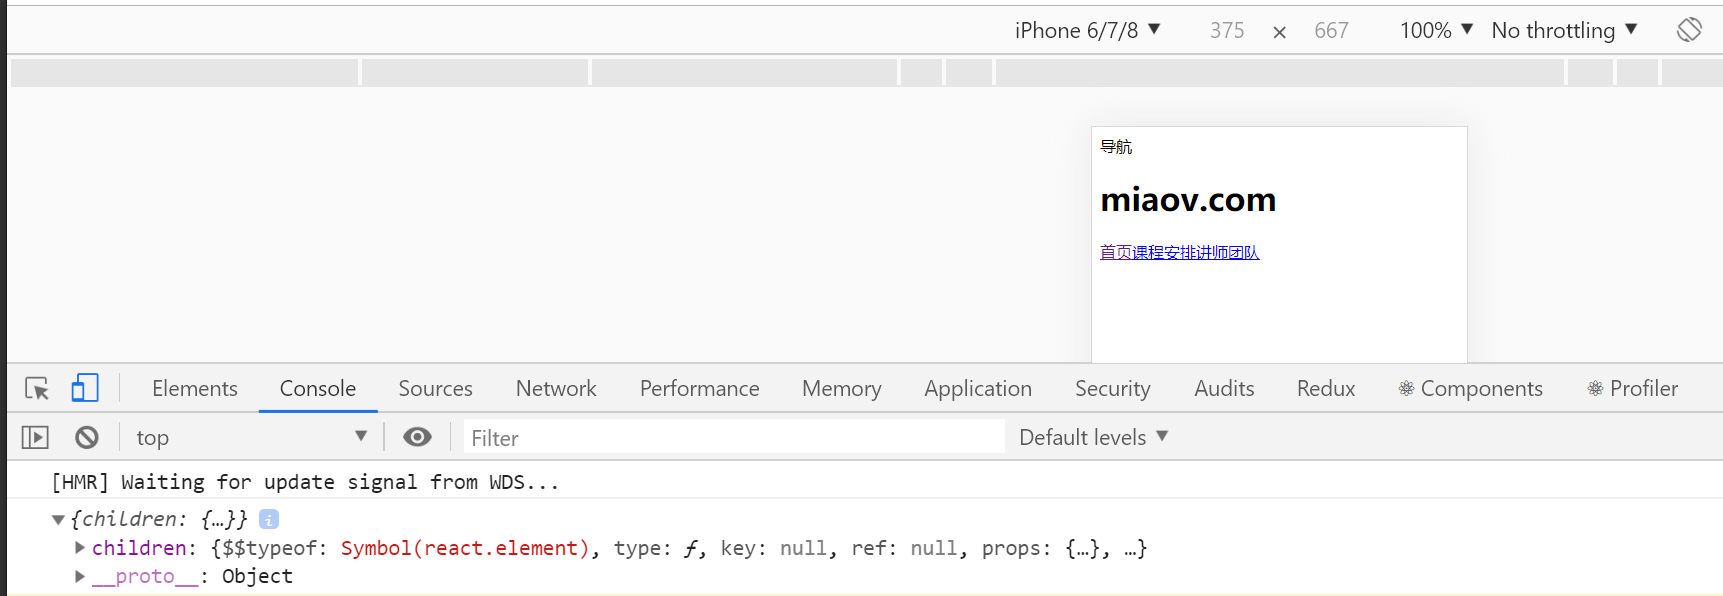 iPhone 6/7/8 ▼ 375 × 667 100% ▼ No throttling ▼
导航
miaov.com
首页课程安排讲师团队
Elements Console Sources Network Performance Memory Application Security Audits Redux ⚛ Components ⚛ Profiler
top ▼ Filter Default levels ▼
[HMR] Waiting for update signal from WDS...
▼{children: {…}} i
▶children: {$$typeof: Symbol(react.element), type: ƒ, key: null, ref: null, props: {…}, …}
▶__proto__: Object